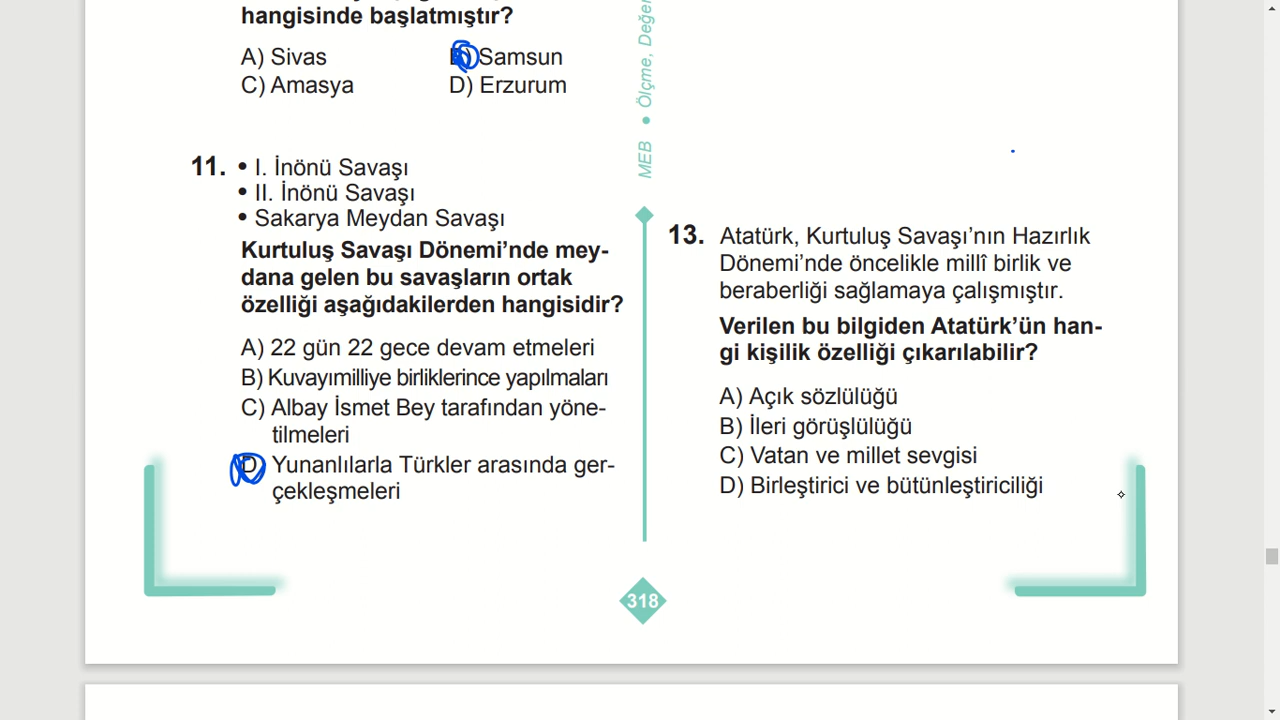 hangisinde başlatmıştır?
A) Sivas
Samsun
C) Amasya
D) Erzurum
11. • I. İnönü Savaşı
• II. İnönü Savaşı
• Sakarya Meydan Savaşı
Kurtuluş Savaşı Dönemi’nde mey-
dana gelen bu savaşların ortak
özelliği aşağıdakilerden hangisidir?
A) 22 gün 22 gece devam etmeleri
B) Kuvayımilliye birliklerince yapılmaları
C) Albay İsmet Bey tarafından yöne-
tilmeleri
D) Yunanlılarla Türkler arasında ger-
çekleşmeleri
MEB • Ölçme, Değer
13. Atatürk, Kurtuluş Savaşı’nın Hazırlık
Dönemi’nde öncelikle millî birlik ve
beraberliği sağlamaya çalışmıştır.
Verilen bu bilgiden Atatürk’ün han-
gi kişilik özelliği çıkarılabilir?
A) Açık sözlülüğü
B) İleri görüşlülüğü
C) Vatan ve millet sevgisi
D) Birleştirici ve bütünleştiriciliği
318